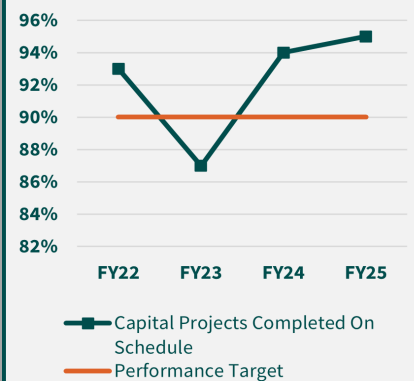 96%
94%
92%
90%
88%
86%
84%
82%
FY22 FY23 FY24 FY25
Capital Projects Completed On
Schedule
Performance Target